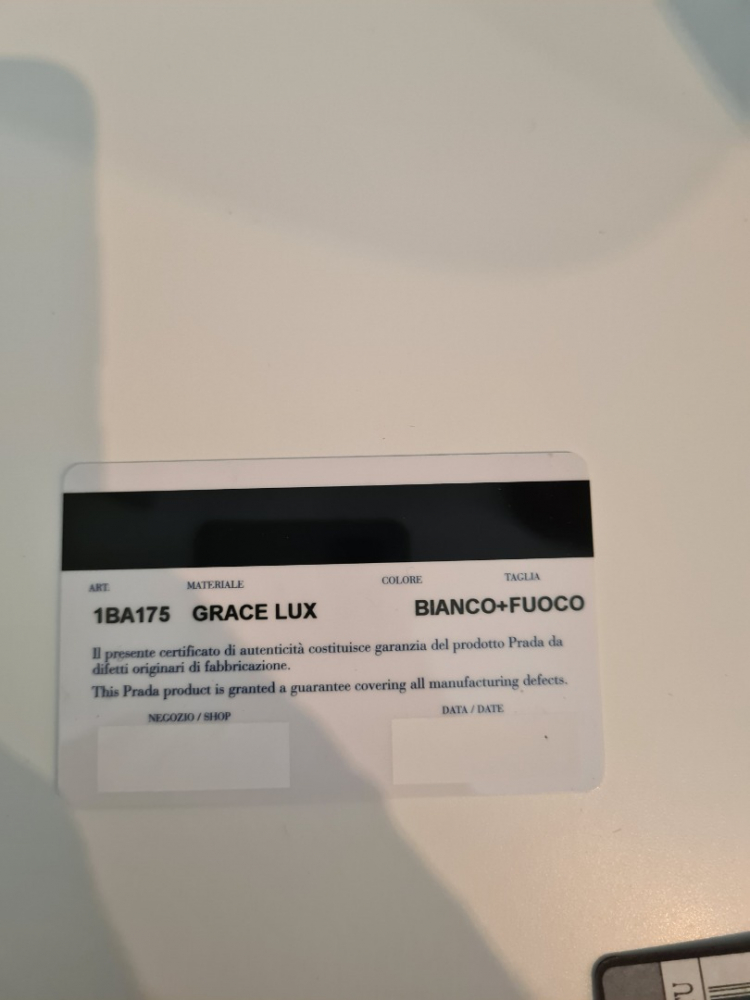 ART. MATERIALE COLORE TAGLIA
1BA175 GRACE LUX BIANCO+FUOCO
Il presente certificato di autenticità costituisce garanzia del prodotto Prada da
difetti originari di fabbricazione.
This Prada product is granted a guarantee covering all manufacturing defects.
NEGOZIO / SHOP DATA / DATE